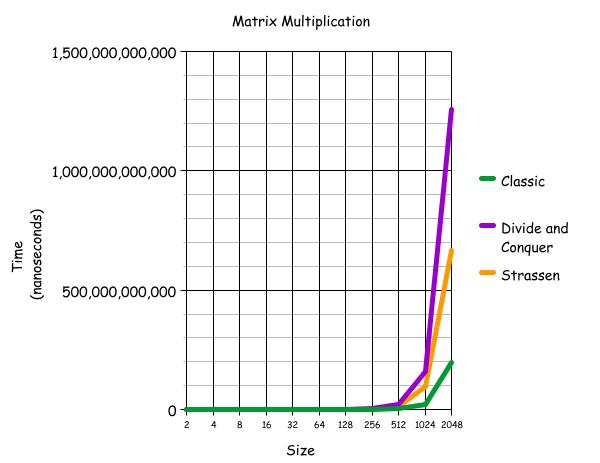 Matrix Multiplication
1,500,000,000,000
1,000,000,000,000
500,000,000,000
0
Time
(nanoseconds)
2 4 8 16 32 64 128 256 512 1024 2048
Size
Classic
Divide and
Conquer
Strassen